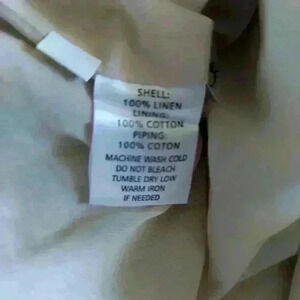 SHELL:
100% LINEN
LINING:
100% COTTON
PIPING:
100% COTON
MACHINE WASH COLD
DO NOT BLEACH
TUMBLE DRY LOW
WARM IRON
IF NEEDED